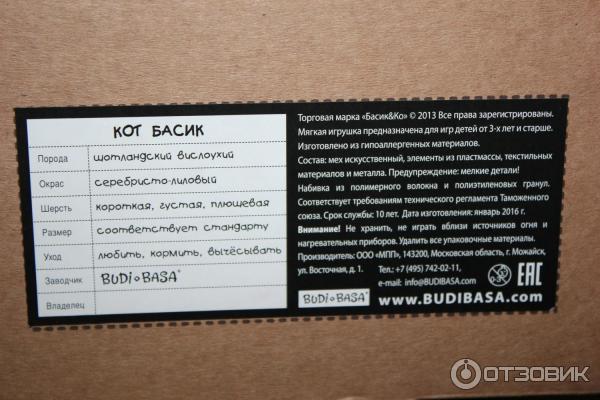 КОТ БАСИК
Порода шотландский вислоухий
Окрас серебристо-лиловый
Шерсть короткая, густая, плюшевая
Размер соответствует стандарту
Уход любить, кормить, вычёсывать
Заводчик BUDI BASA®
Владелец
Торговая марка «Басик&Ко» © 2013 Все права зарегистрированы.
Мягкая игрушка предназначена для игр детей от 3-х лет и старше.
Изготовлено из гипоаллергенных материалов.
Состав: мех искусственный, элементы из пластмассы, текстильных
материалов и металла. Предупреждение: мелкие детали!
Набивка из полимерного волокна и полиэтиленовых гранул.
Соответствует требованиям технического регламента Таможенного
союза. Срок службы: 10 лет. Дата изготовления: январь 2016 г.
Внимание! Не хранить, не играть вблизи источников огня и
нагревательных приборов. Удалить все упаковочные материалы.
Производитель: ООО «МПП», 143200, Московская область, г. Можайск,
ул. Восточная, д. 1. Тел.: +7 (495) 742-02-11,
e-mail: info@BUDIBASA.com
0-3
EAC
BUDI BASA® www.BUDIBASA.com
ОТЗОВИК